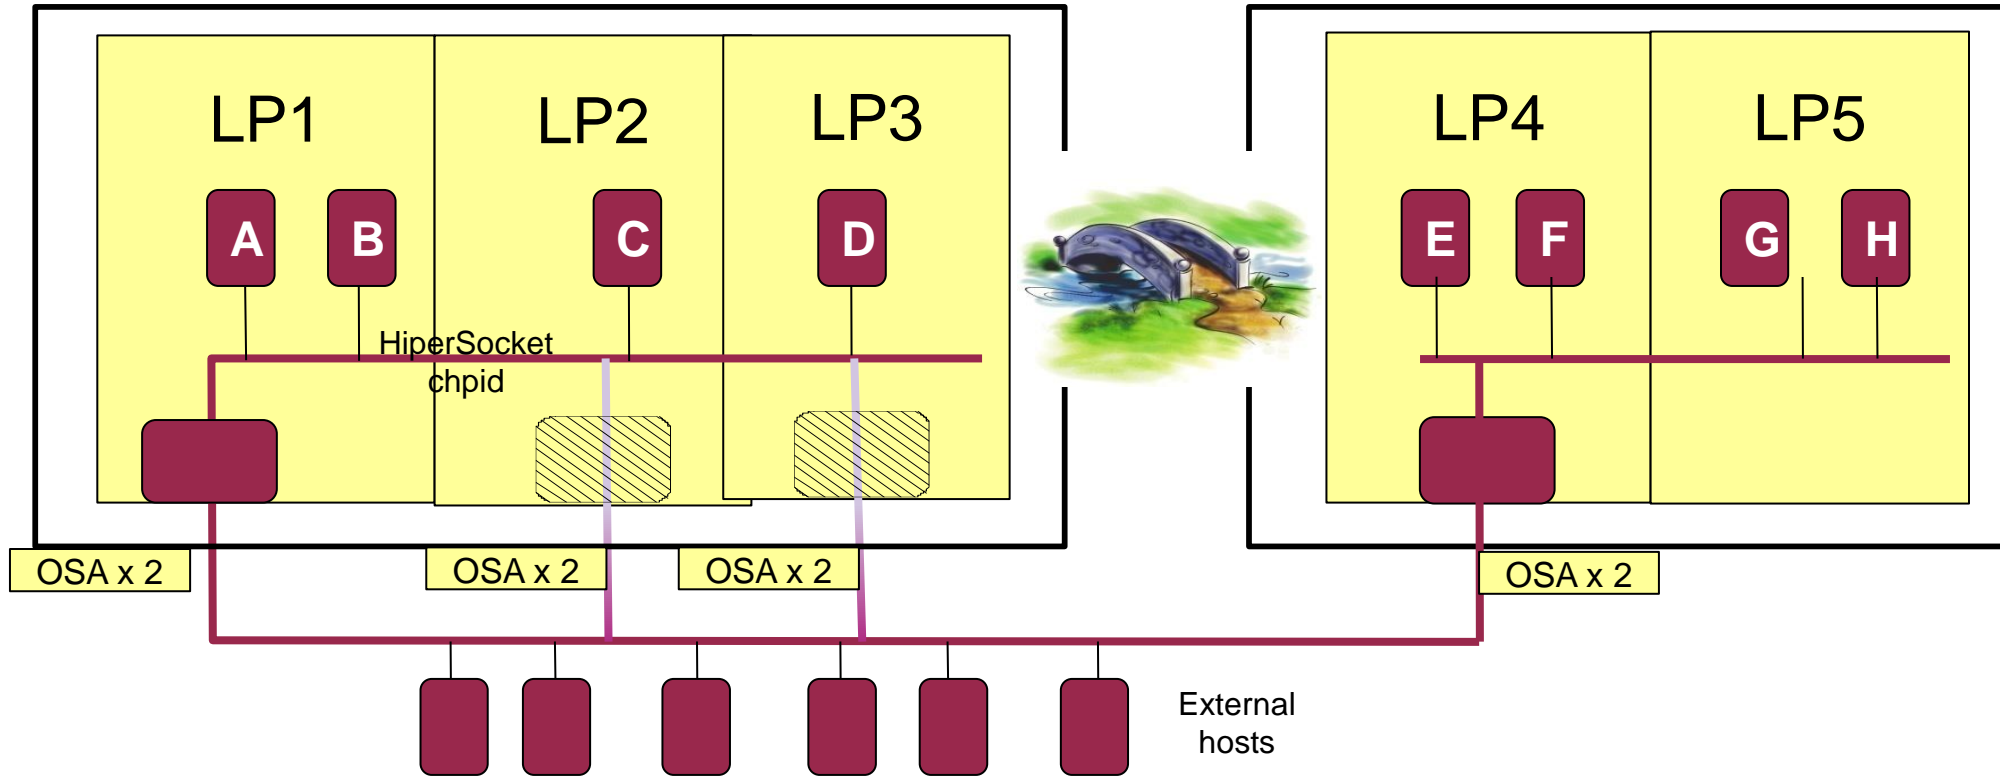 LP1
LP2
LP3
LP4
LP5
A
B
C
D
E
F
G
H
HiperSocket
chpid
OSA x 2
OSA x 2
OSA x 2
OSA x 2
External
hosts